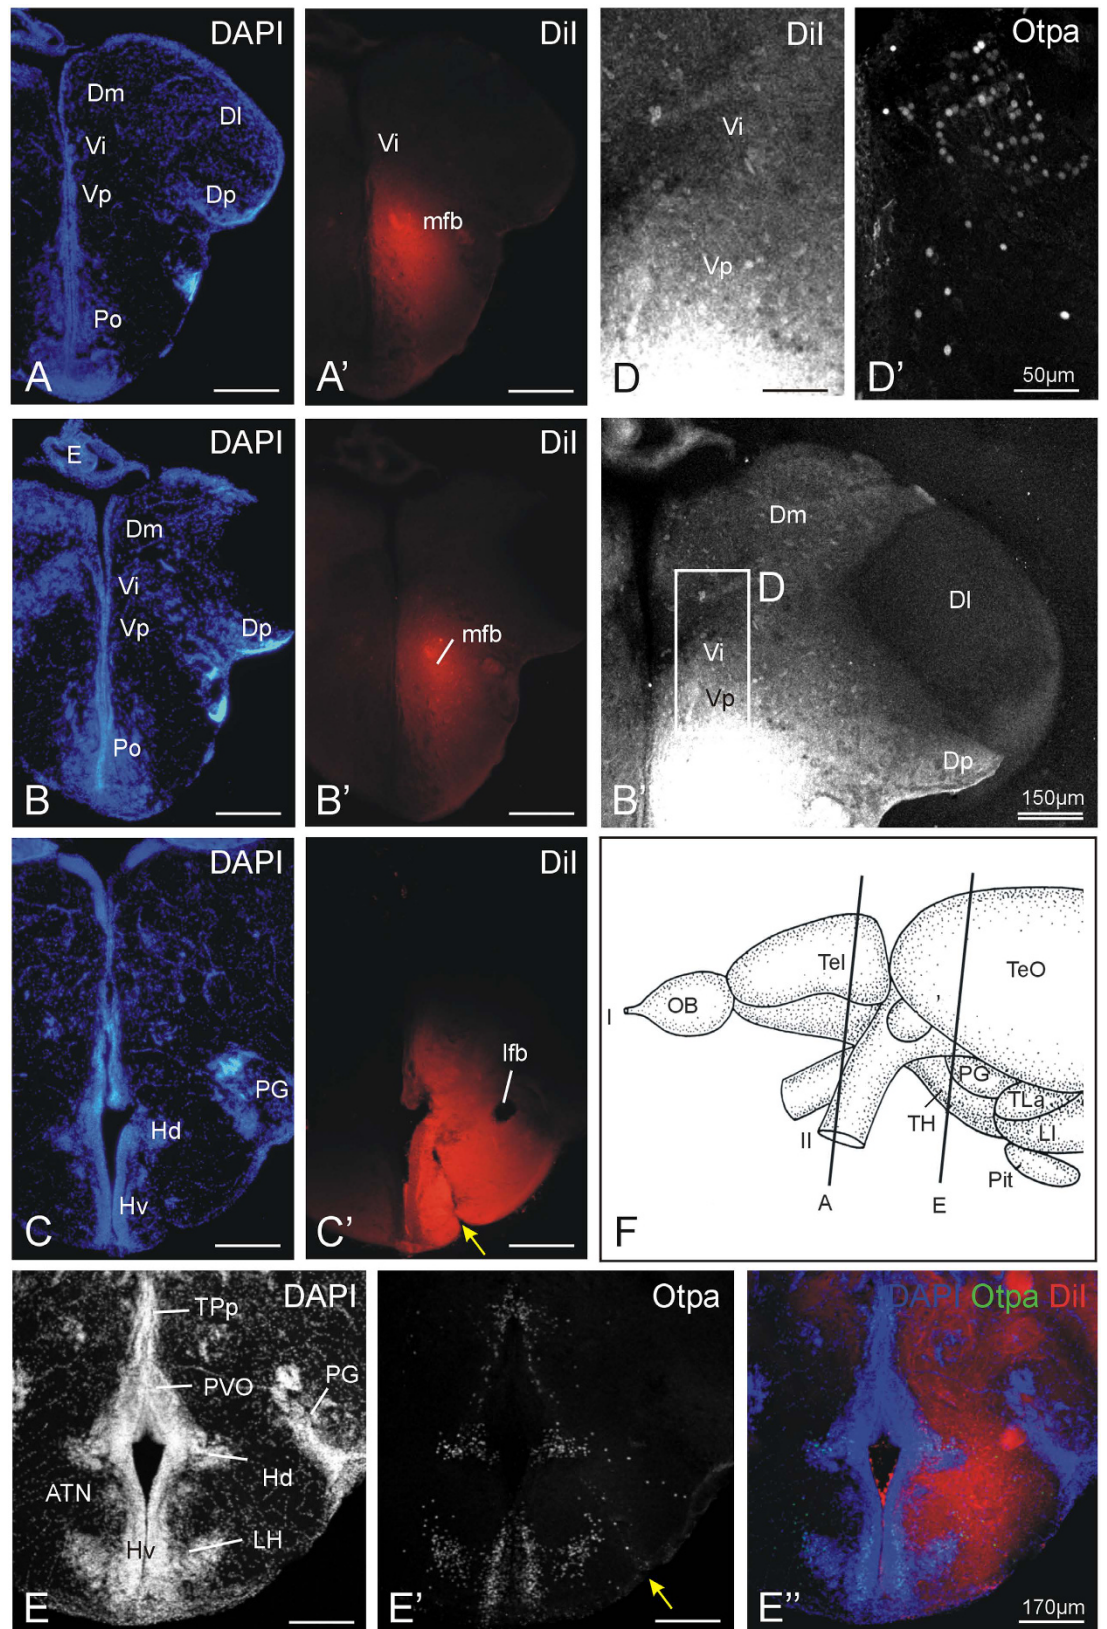 DAPI
Dm
Dl
Vi
Vp
Dp
Po
A
DiI
Vi
mfb
A’
DiI
Vi
Vp
D
Otpa
D’
50µm
DAPI
E
Dm
Vi
Vp
Dp
Po
B
DiI
mfb
B’
Dm
D
Dl
Vi
Vp
Dp
B’
150µm
DAPI
PG
Hd
Hv
C
DiI
lfb
C’
Tel
TeO
OB
I
PG
TLa
TH
LI
II
Pit
A
E
F
DAPI
TPp
PG
PVO
Hd
ATN
LH
Hv
E
Otpa
E’
DAPI Otpa DiI
E’’
170µm